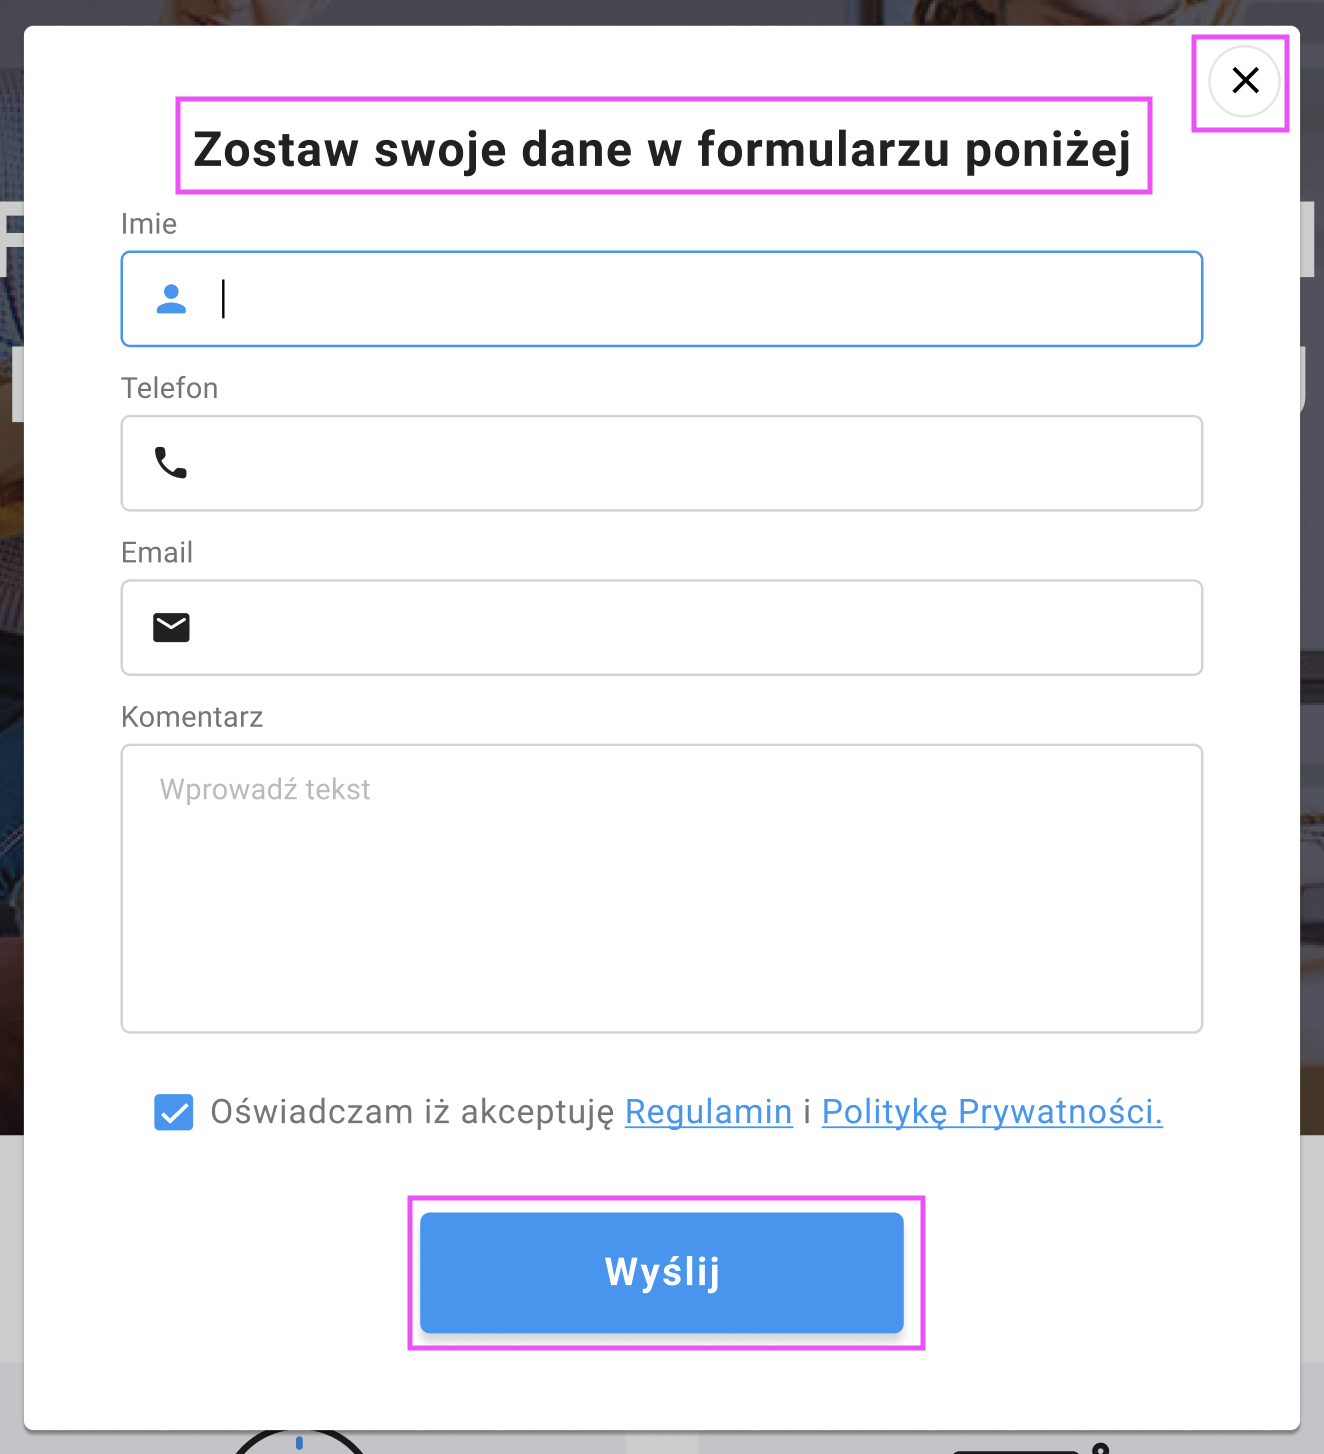 Zostaw swoje dane w formularzu poniżej
Imie
Telefon
Email
Komentarz
Wprowadź tekst
Oświadczam iż akceptuję Regulamin i Politykę Prywatności.
Wyślij